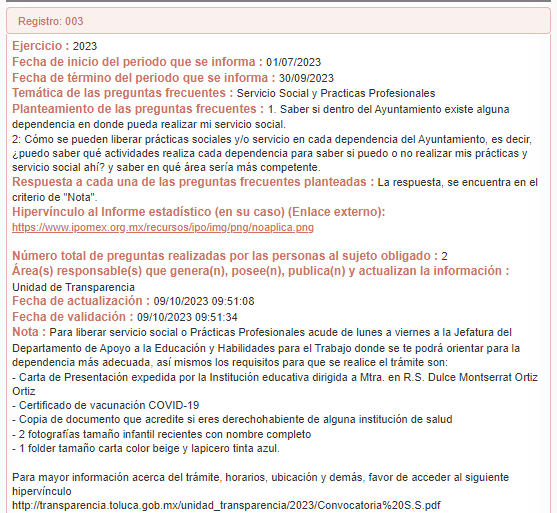 Registro: 003
Ejercicio : 2023
Fecha de inicio del periodo que se informa : 01/07/2023
Fecha de término del periodo que se informa : 30/09/2023
Temática de las preguntas frecuentes : Servicio Social y Practicas Profesionales
Planteamiento de las preguntas frecuentes : 1. Saber si dentro del Ayuntamiento existe alguna
dependencia en donde pueda realizar mi servicio social.
2: Cómo se pueden liberar prácticas sociales y/o servicio en cada dependencia del Ayuntamiento, es decir,
¿puedo saber qué actividades realiza cada dependencia para saber si puedo o no realizar mis prácticas y
servicio social ahí? y saber en qué área sería más competente.
Respuesta a cada una de las preguntas frecuentes planteadas : La respuesta, se encuentra en el
criterio de "Nota".
Hipervínculo al Informe estadístico (en su caso) (Enlace externo):
https://www.ipomex.org.mx/recursos/ipo/img/png/noaplica.png
Número total de preguntas realizadas por las personas al sujeto obligado : 2
Área(s) responsable(s) que genera(n), posee(n), publica(n) y actualizan la información :
Unidad de Transparencia
Fecha de actualización : 09/10/2023 09:51:08
Fecha de validación : 09/10/2023 09:51:34
Nota : Para liberar servicio social o Prácticas Profesionales acude de lunes a viernes a la Jefatura del
Departamento de Apoyo a la Educación y Habilidades para el Trabajo donde se te podrá orientar para la
dependencia más adecuada, así mismos los requisitos para que se realice el trámite son:
- Carta de Presentación expedida por la Institución educativa dirigida a Mtra. en R.S. Dulce Montserrat Ortiz
Ortiz
- Certificado de vacunación COVID-19
- Copia de documento que acredite si eres derechohabiente de alguna institución de salud
- 2 fotografías tamaño infantil recientes con nombre completo
- 1 folder tamaño carta color beige y lapicero tinta azul.
Para mayor información acerca del trámite, horarios, ubicación y demás, favor de acceder al siguiente
hipervínculo
http://transparencia.toluca.gob.mx/unidad_transparencia/2023/Convocatoria%20S.S.pdf